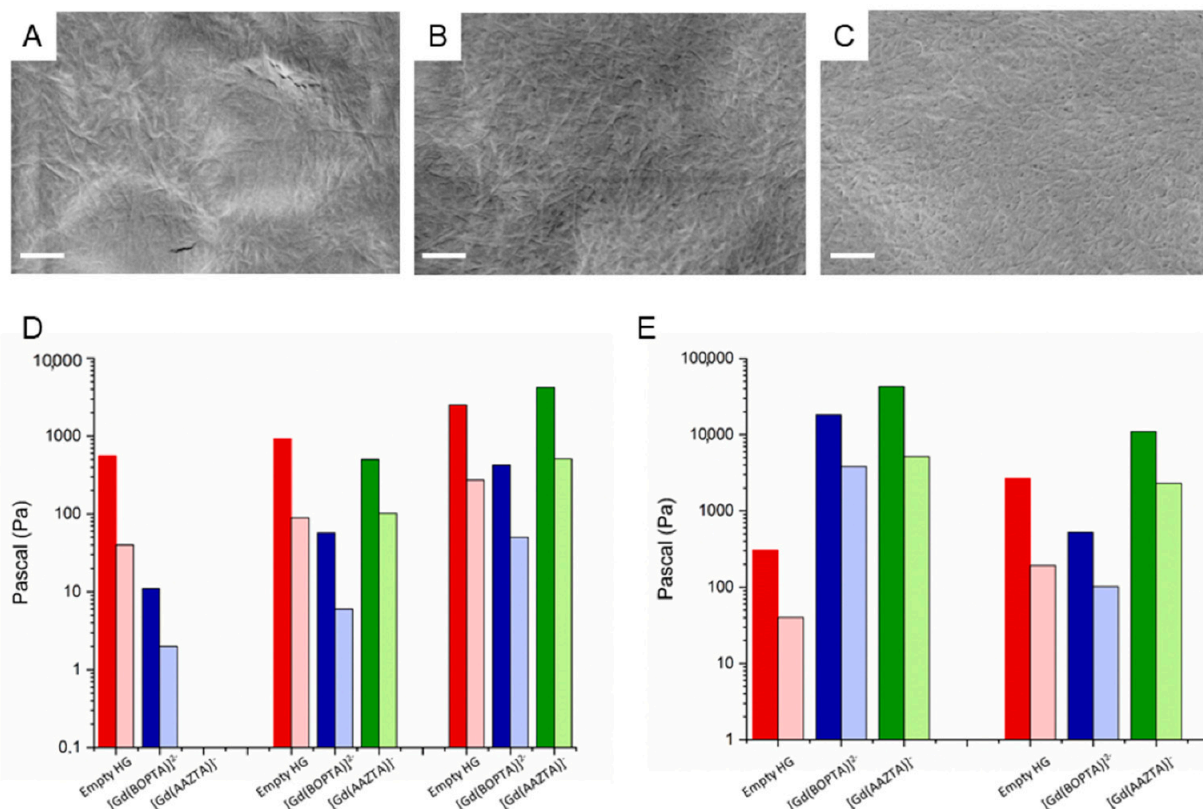 A
B
C
D
E
10,000
1000
100
10
1
0.1
Pascal (Pa)
Empty HG
[Gd(BOPTA)]²⁻
[Gd(AAZTA)]⁻
Empty HG
[Gd(BOPTA)]²⁻
[Gd(AAZTA)]⁻
Empty HG
[Gd(BOPTA)]²⁻
[Gd(AAZTA)]⁻
100,000
10,000
1000
100
10
1
Pascal (Pa)
Empty HG
[Gd(BOPTA)]²⁻
[Gd(AAZTA)]⁻
Empty HG
[Gd(BOPTA)]²⁻
[Gd(AAZTA)]⁻